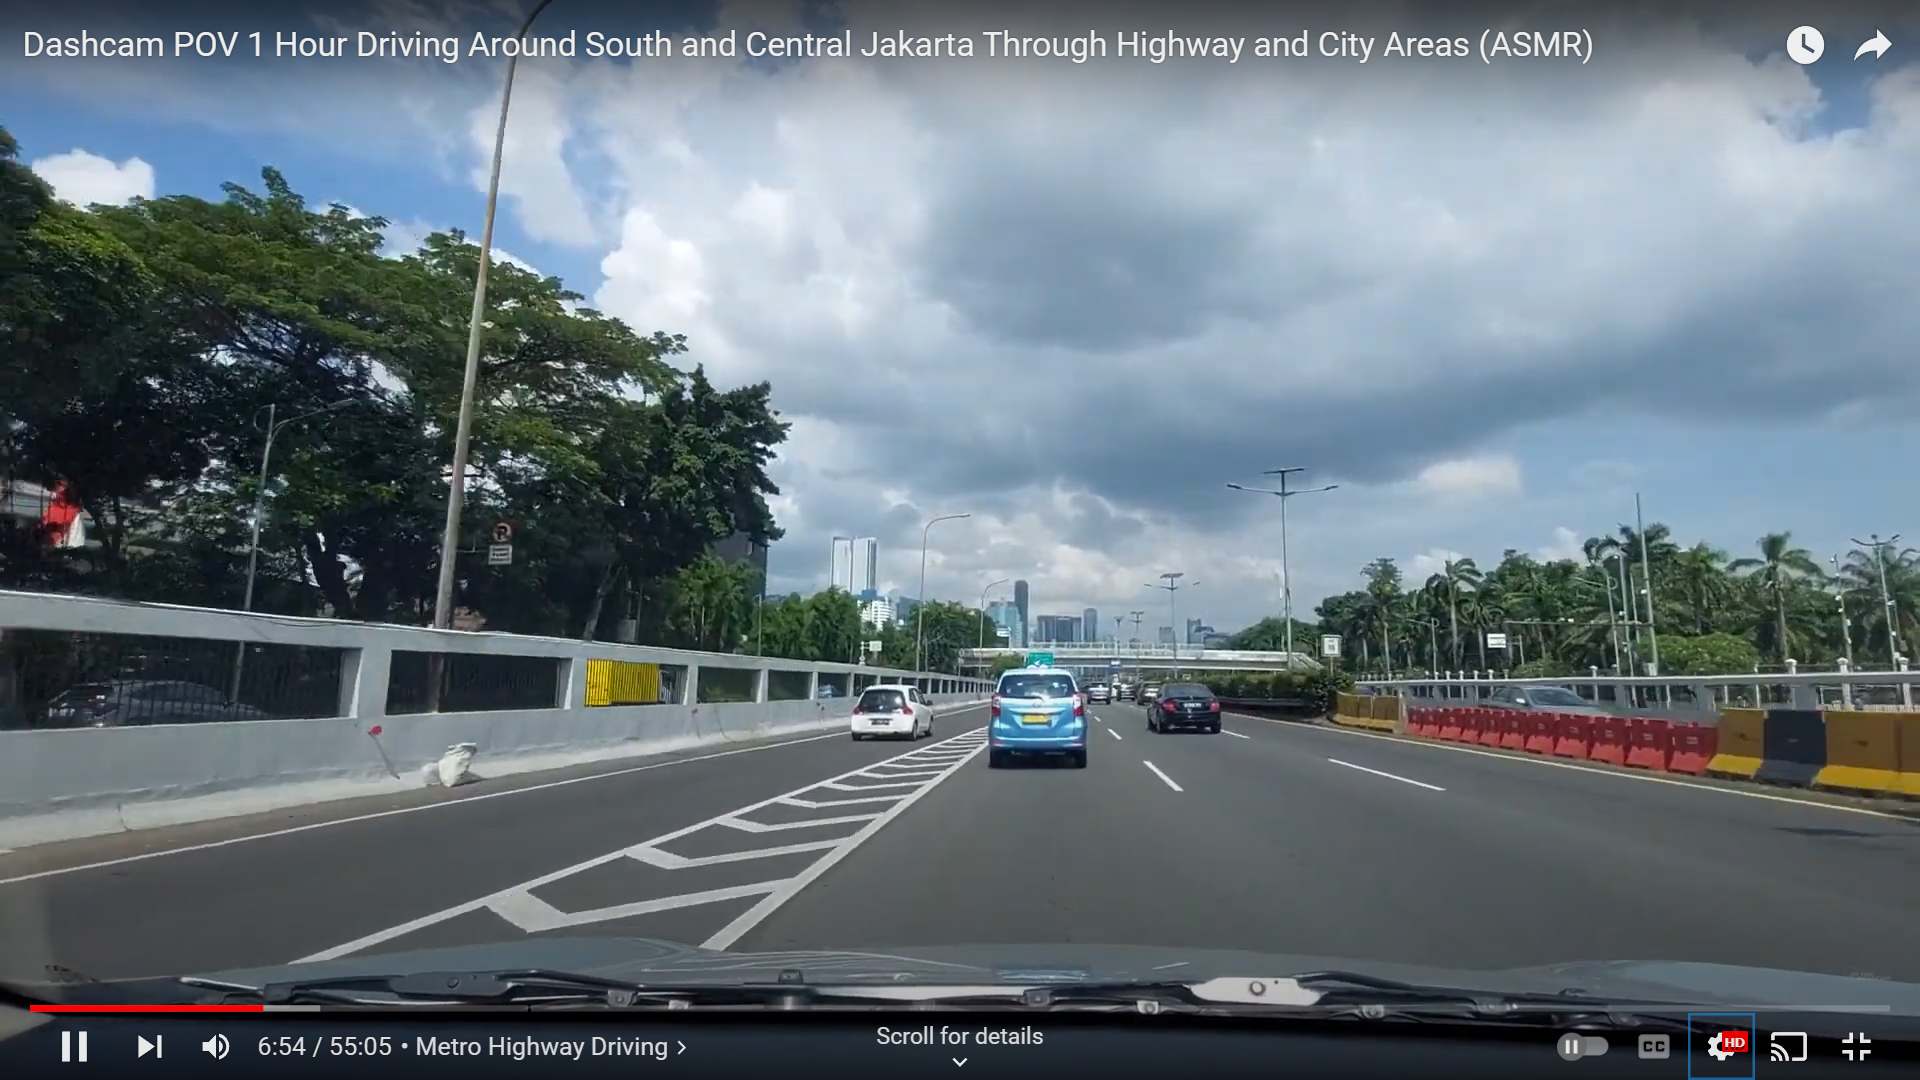 Dashcam POV 1 Hour Driving Around South and Central Jakarta Through Highway and City Areas (ASMR)
Scroll for details
6:54 / 55:05 • Metro Highway Driving
CC
HD